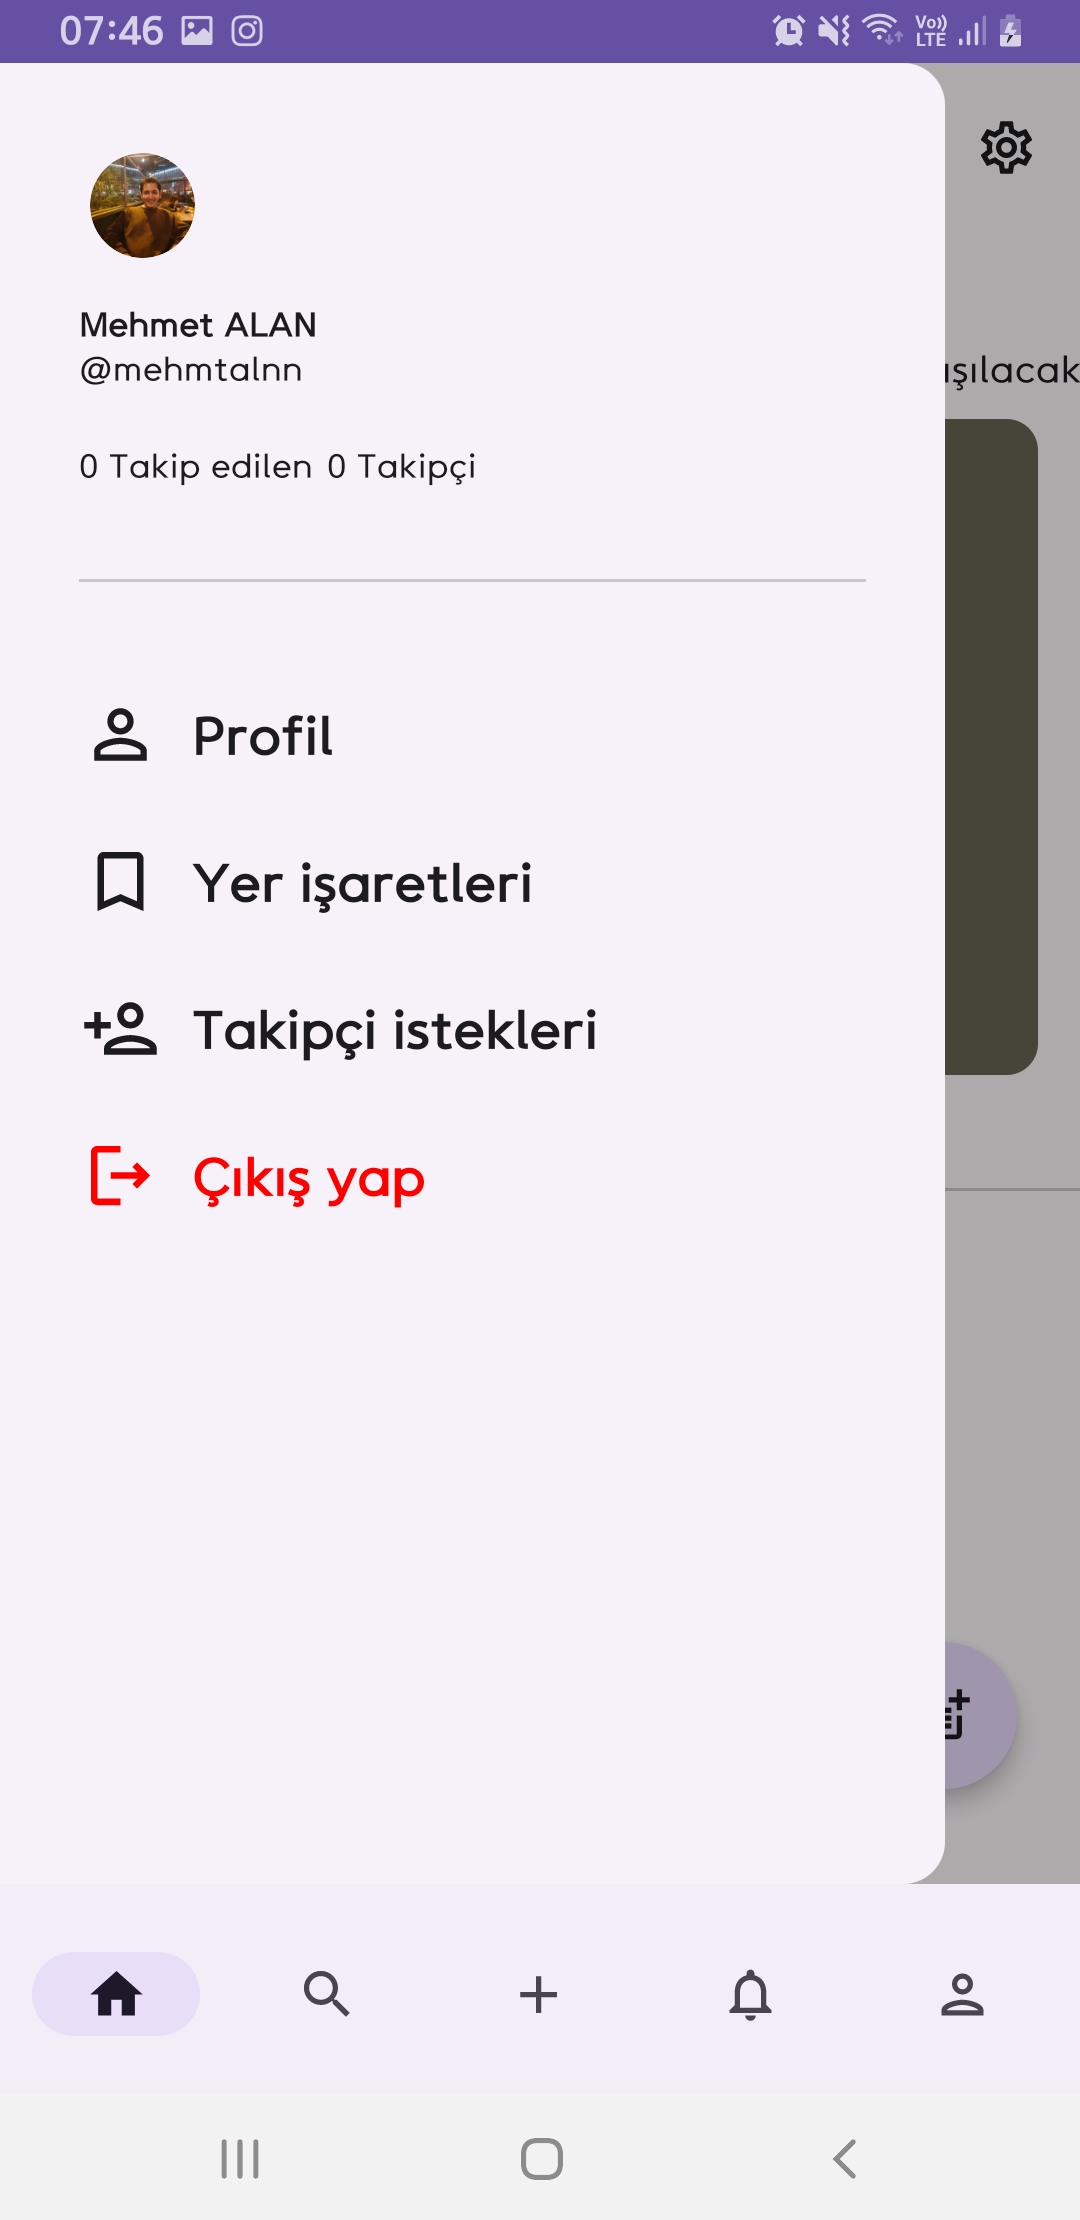 07:46
Vo)) LTE
Mehmet ALAN
@mehmtalnn
ışılacak
0 Takip edilen 0 Takipçi
Profil
Yer işaretleri
Takipçi istekleri
Çıkış yap